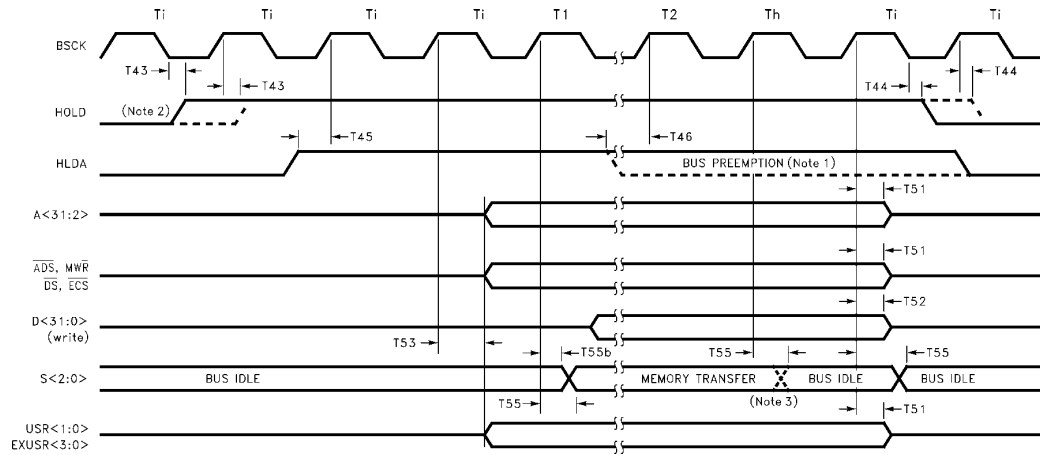 Ti Ti Ti Ti T1 T2 Th Ti Ti
BSCK
T43 T43 T44 T44
HOLD (Note 2)
T45 T46
HLDA BUS PREEMPTION (Note 1)
T51
A<31:2>
T51
ADS, MWR
DS, ECS
T52
D<31:0>
(write)
T53 T55b T55 T55
S<2:0> BUS IDLE MEMORY TRANSFER BUS IDLE BUS IDLE
(Note 3)
T55 T51
USR<1:0>
EXUSR<3:0>